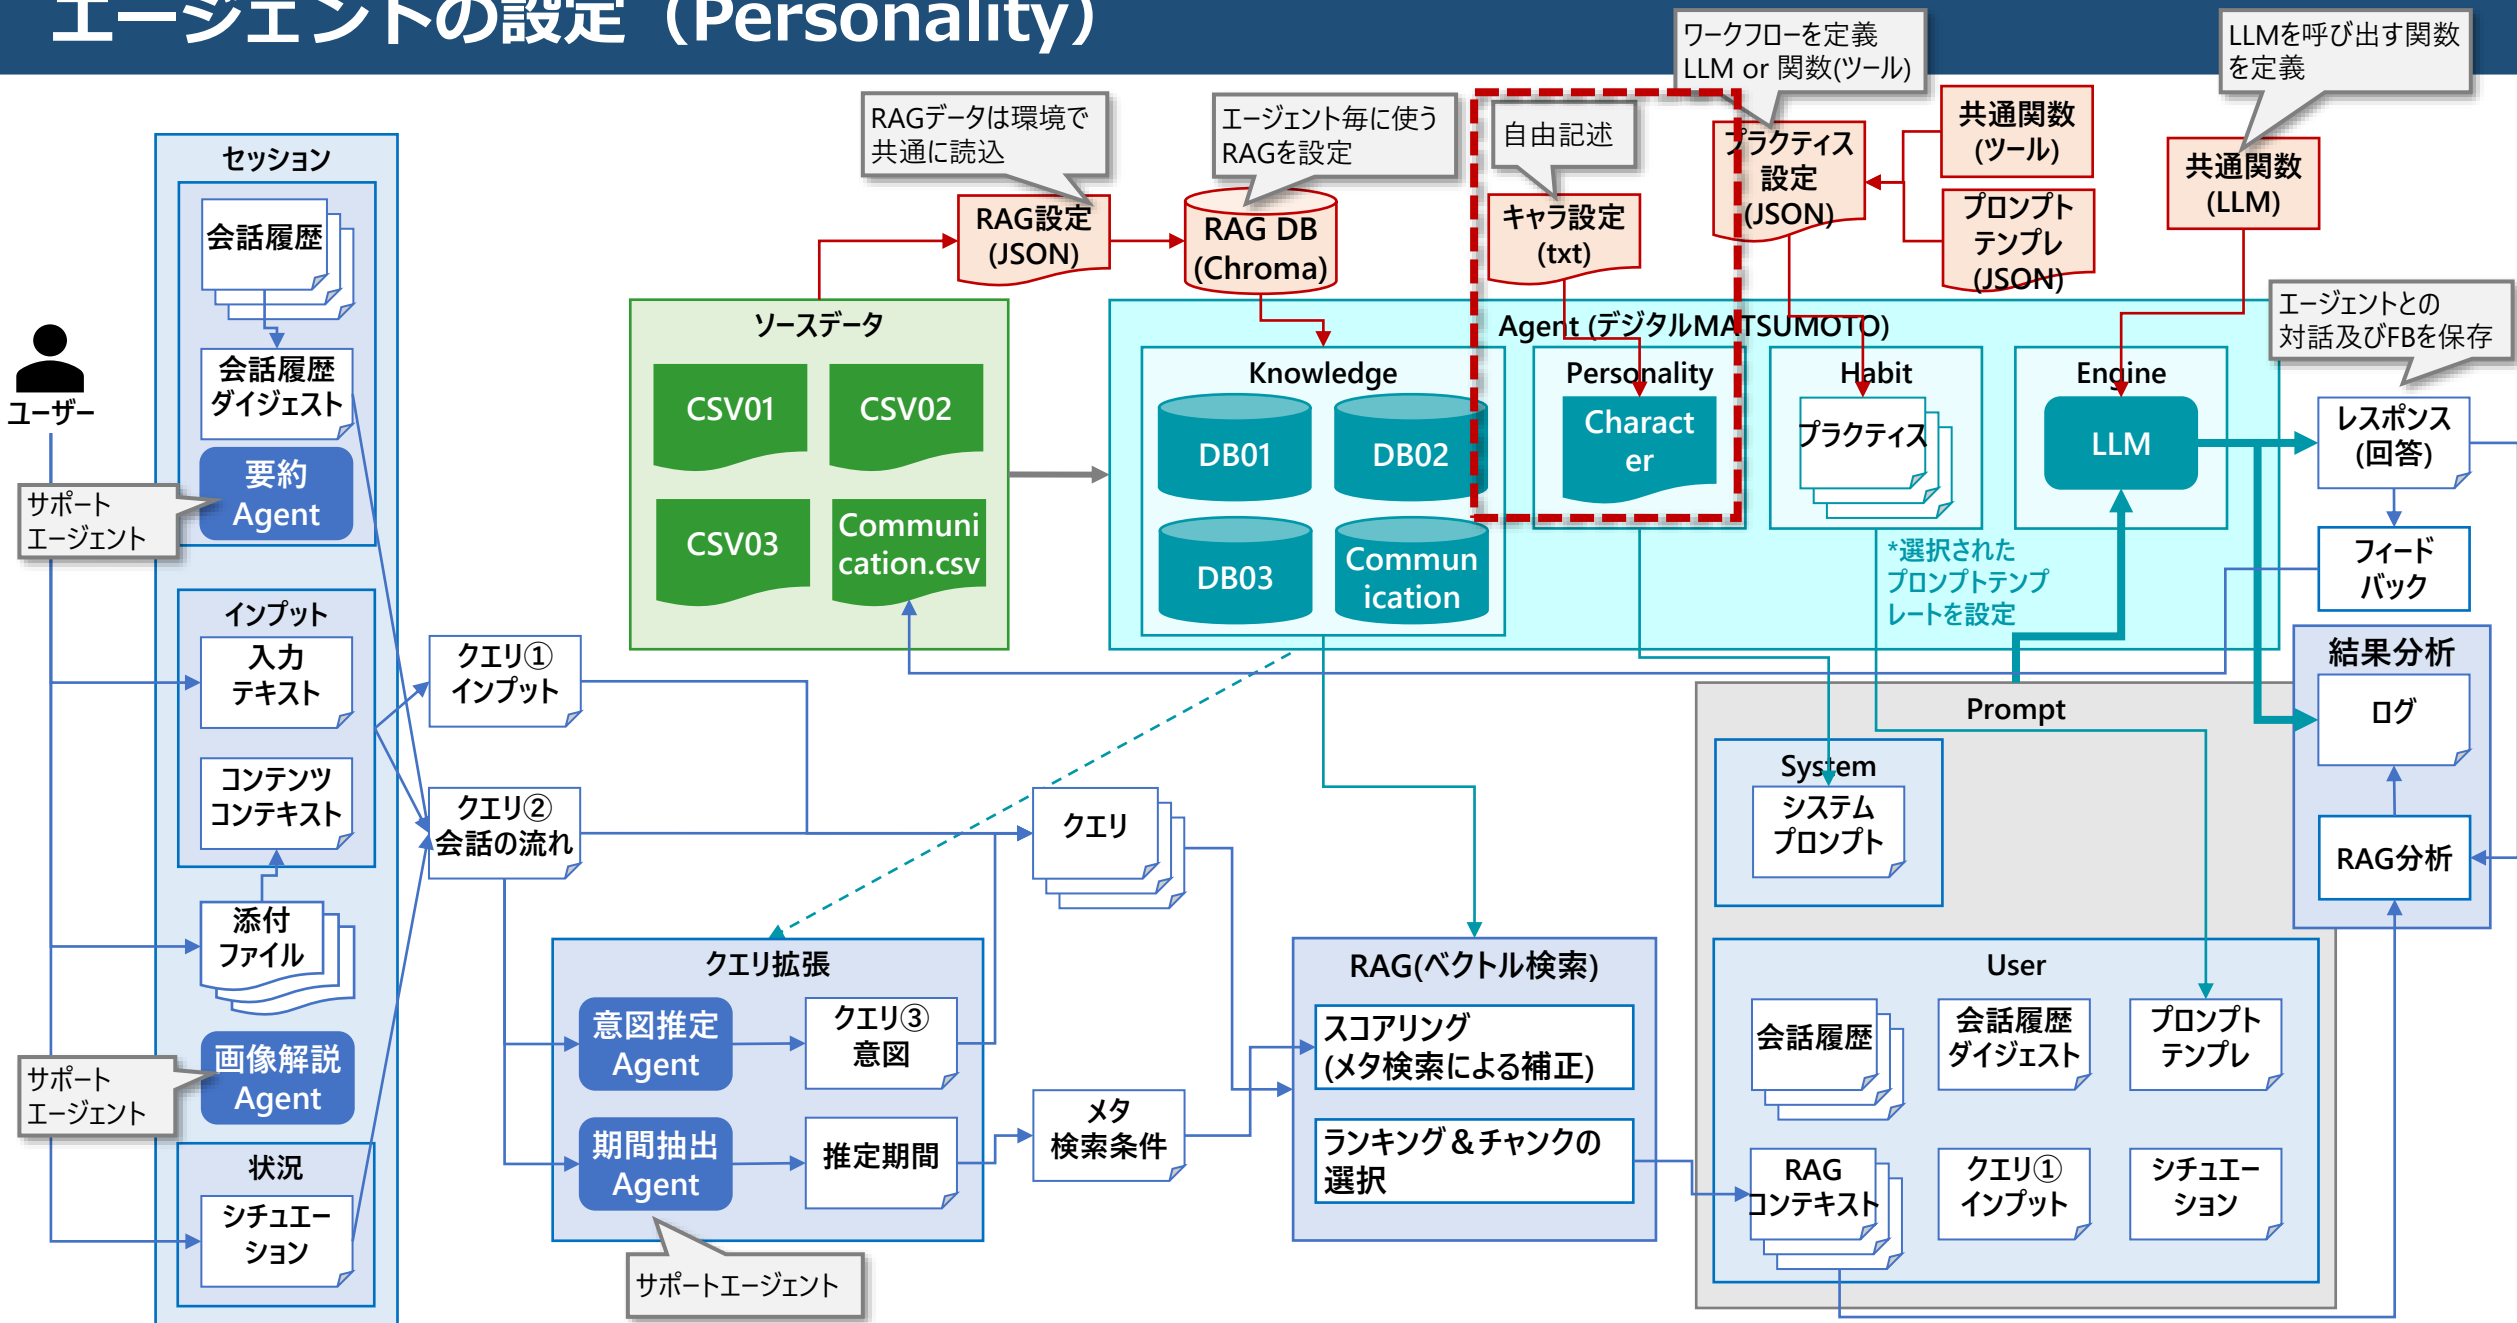 エージェントの設定（Personality）
ワークフローを定義
LLM or 関数(ツール)
LLMを呼び出す関数
を定義
RAGデータは環境で
共通に読込
エージェント毎に使う
RAGを設定
自由記述
プラクティス
設定
(JSON)
共通関数
(ツール)
プロンプト
テンプレ
(JSON)
共通関数
(LLM)
RAG設定
(JSON)
RAG DB
(Chroma)
キャラ設定
(txt)
エージェントとの
対話及びFBを保存
セッション
会話履歴
会話履歴
ダイジェスト
要約
Agent
サポート
エージェント
ユーザー
インプット
入力
テキスト
コンテンツ
コンテキスト
添付
ファイル
画像解説
Agent
サポート
エージェント
状況
シチュエー
ション
ソースデータ
CSV01
CSV02
CSV03
Communi
cation.csv
Agent (デジタルMATSUMOTO)
Knowledge
DB01
DB02
DB03
Commun
ication
Personality
Charact
er
Habit
プラクティス
*選択された
プロンプトテンプ
レートを設定
Engine
LLM
レスポンス
(回答)
フィード
バック
クエリ①
インプット
クエリ②
会話の流れ
クエリ
クエリ拡張
意図推定
Agent
クエリ③
意図
期間抽出
Agent
推定期間
サポートエージェント
メタ
検索条件
RAG(ベクトル検索)
スコアリング
(メタ検索による補正)
ランキング＆チャンクの
選択
Prompt
System
システム
プロンプト
User
会話履歴
会話履歴
ダイジェスト
プロンプト
テンプレ
RAG
コンテキスト
クエリ①
インプット
シチュエー
ション
結果分析
ログ
RAG分析